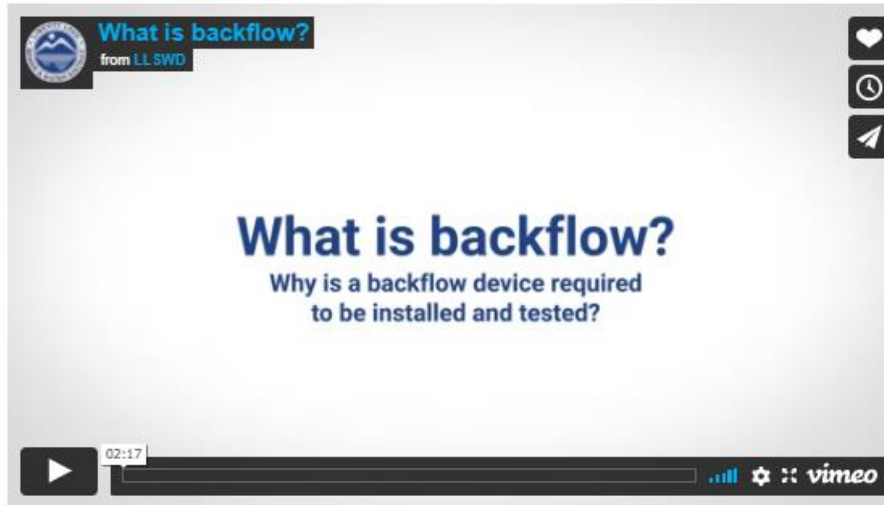 What is backflow?
from LLSWD
What is backflow?
Why is a backflow device required
to be installed and tested?
02:17
vimeo